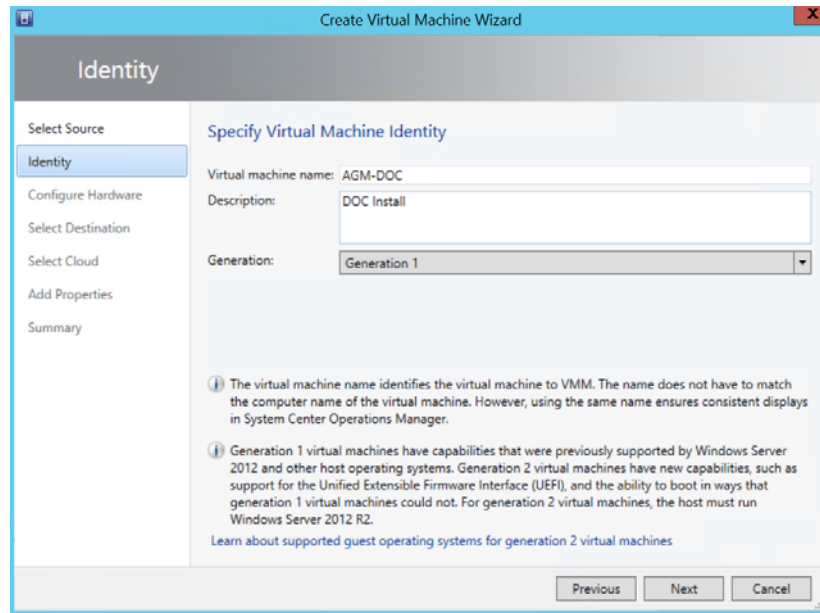 Create Virtual Machine Wizard
X
Identity
Select Source
Identity
Configure Hardware
Select Destination
Select Cloud
Add Properties
Summary
Specify Virtual Machine Identity
Virtual machine name: AGM-DOC
Description: DOC Install
Generation: Generation 1
The virtual machine name identifies the virtual machine to VMM. The name does not have to match
the computer name of the virtual machine. However, using the same name ensures consistent displays
in System Center Operations Manager.
Generation 1 virtual machines have capabilities that were previously supported by Windows Server
2012 and other host operating systems. Generation 2 virtual machines have new capabilities, such as
support for the Unified Extensible Firmware Interface (UEFI), and the ability to boot in ways that
generation 1 virtual machines could not. For generation 2 virtual machines, the host must run
Windows Server 2012 R2.
Learn about supported guest operating systems for generation 2 virtual machines
Previous Next Cancel